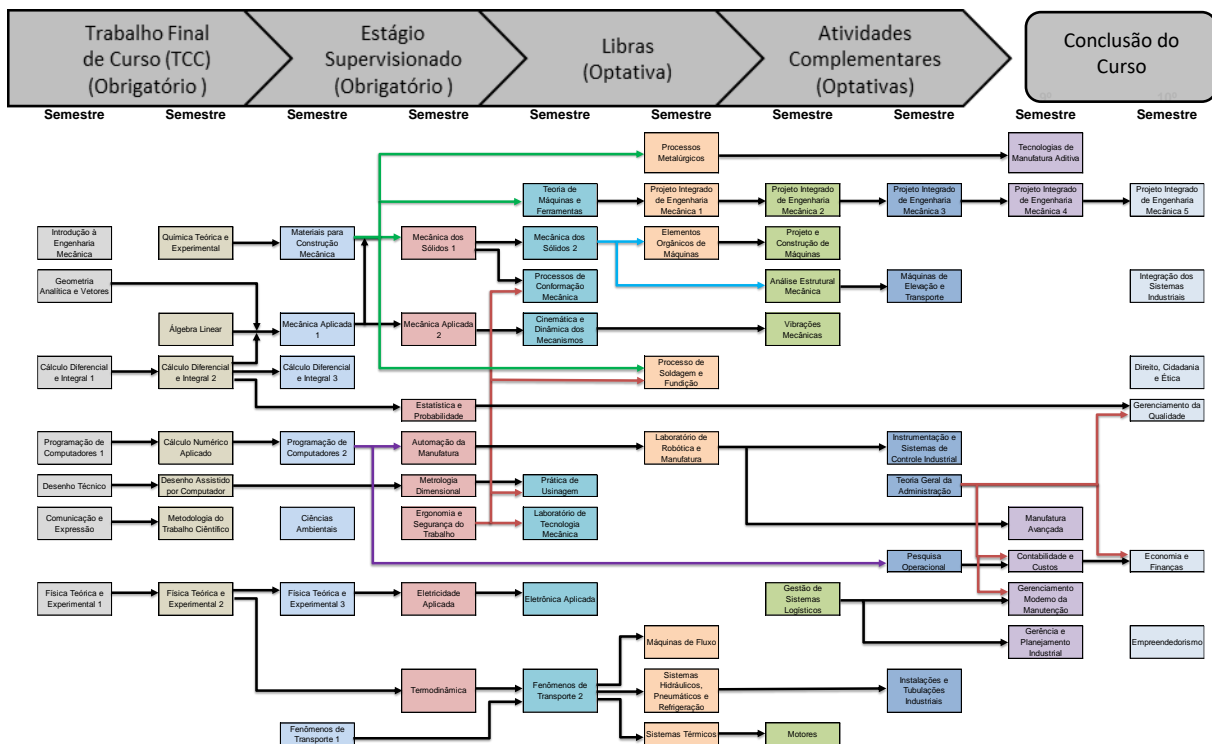 Trabalho Final
de Curso (TCC)
(Obrigatório )
Estágio
Supervisionado
(Obrigatório )
Libras
(Optativa)
Atividades
Complementares
(Optativas)
Conclusão do
Curso
Semestre
Semestre
Semestre
Semestre
Semestre
Semestre
Semestre
Semestre
Semestre
Semestre
Processos
Metalúrgicos
Tecnologias de
Manufatura Aditiva
Teoria de
Máquinas e
Ferramentas
Projeto Integrado
de Engenharia
Mecânica 1
Projeto Integrado
de Engenharia
Mecânica 2
Projeto Integrado
de Engenharia
Mecânica 3
Projeto Integrado
de Engenharia
Mecânica 4
Projeto Integrado
de Engenharia
Mecânica 5
Introdução à
Engenharia
Mecânica
Química Teórica e
Experimental
Materiais para
Construção
Mecânica
Mecânica dos
Sólidos 1
Mecânica dos
Sólidos 2
Elementos
Orgânicos de
Máquinas
Projeto e
Construção de
Máquinas
Geometria
Analítica e Vetores
Processos de
Conformação
Mecânica
Análise Estrutural
Mecânica
Máquinas de
Elevação e
Transporte
Integração dos
Sistemas
Industriais
Álgebra Linear
Mecânica Aplicada
1
Mecânica Aplicada
2
Cinemática e
Dinâmica dos
Mecanismos
Vibrações
Mecânicas
Cálculo Diferencial
e Integral 1
Cálculo Diferencial
e Integral 2
Cálculo Diferencial
e Integral 3
Processo de
Soldagem e
Fundição
Direito, Cidadania
e Ética
Estatística e
Probabilidade
Gerenciamento da
Qualidade
Programação de
Computadores 1
Cálculo Numérico
Aplicado
Programação de
Computadores 2
Automação da
Manufatura
Laboratório de
Robótica e
Manufatura
Instrumentação e
Sistemas de
Controle Industrial
Desenho Técnico
Desenho Assistido
por Computador
Metrologia
Dimensional
Prática de
Usinagem
Teoria Geral da
Administração
Comunicação e
Expressão
Metodologia do
Trabalho Ciêntífico
Ciências
Ambientais
Ergonomia e
Segurança do
Trabalho
Laboratório de
Tecnologia
Mecânica
Manufatura
Avançada
Pesquisa
Operacional
Contabilidade e
Custos
Economia e
Finanças
Física Teórica e
Experimental 1
Física Teórica e
Experimental 2
Física Teórica e
Experimental 3
Eletricidade
Aplicada
Eletrônica Aplicada
Gestão de
Sistemas
Logísticos
Gerenciamento
Moderno da
Manutenção
Máquinas de Fluxo
Gerência e
Planejamento
Industrial
Empreendedorismo
Termodinâmica
Fenômenos de
Transporte 2
Sistemas
Hidráulicos,
Pneumáticos e
Refrigeração
Instalações e
Tubulações
Industriais
Fenômenos de
Transporte 1
Sistemas Térmicos
Motores